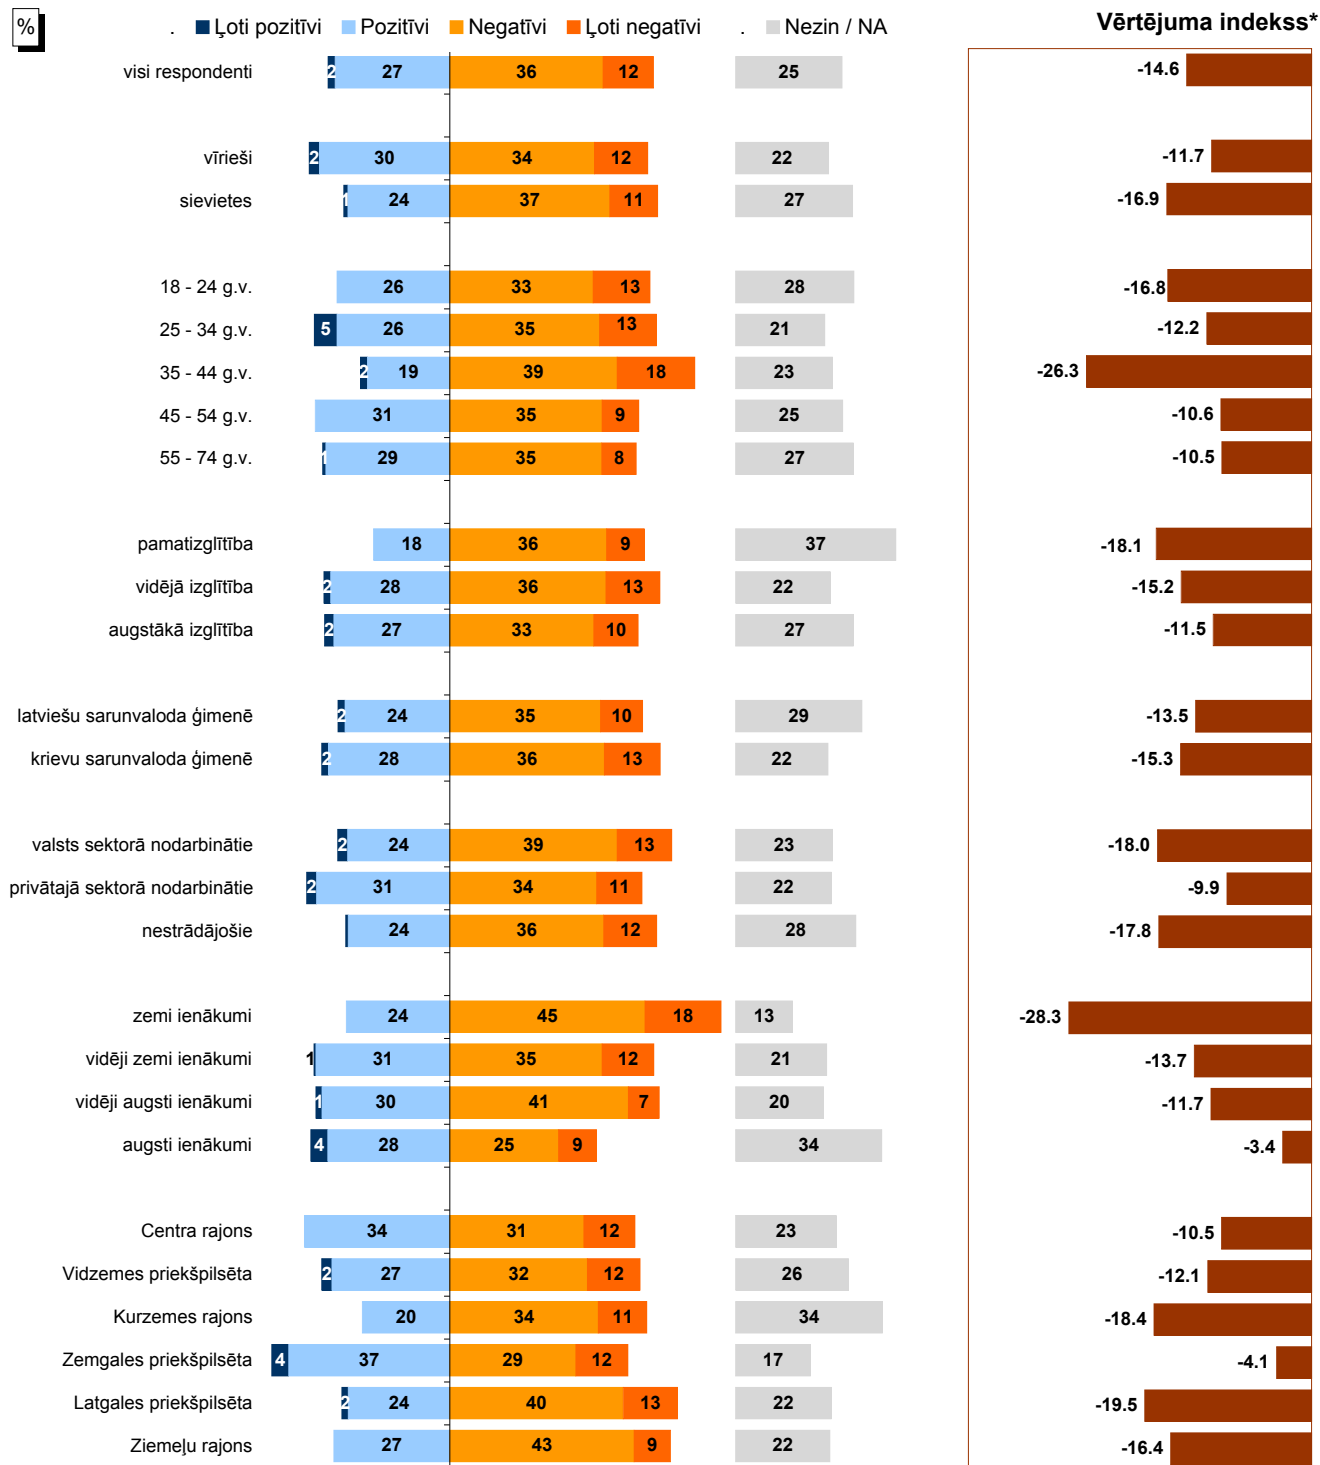 % . Ļoti pozitīvi Pozitīvi Negatīvi Ļoti negatīvi . Nezin / NA Vērtējuma indekss*
visi respondenti 2 27 36 12 25 -14.6
vīrieši 2 30 34 12 22 -11.7
sievietes 1 24 37 11 27 -16.9
18 - 24 g.v. 26 33 13 28 -16.8
25 - 34 g.v. 5 26 35 13 21 -12.2
35 - 44 g.v. 2 19 39 18 23 -26.3
45 - 54 g.v. 31 35 9 25 -10.6
55 - 74 g.v. 1 29 35 8 27 -10.5
pamatizglītība 18 36 9 37 -18.1
vidējā izglītība 2 28 36 13 22 -15.2
augstākā izglītība 2 27 33 10 27 -11.5
latviešu sarunvaloda ģimenē 2 24 35 10 29 -13.5
krievu sarunvaloda ģimenē 2 28 36 13 22 -15.3
valsts sektorā nodarbinātie 2 24 39 13 23 -18.0
privātajā sektorā nodarbinātie 2 31 34 11 22 -9.9
nestrādājošie 24 36 12 28 -17.8
zemi ienākumi 24 45 18 13 -28.3
vidēji zemi ienākumi 1 31 35 12 21 -13.7
vidēji augsti ienākumi 1 30 41 7 20 -11.7
augsti ienākumi 4 28 25 9 34 -3.4
Centra rajons 34 31 12 23 -10.5
Vidzemes priekšpilsēta 2 27 32 12 26 -12.1
Kurzemes rajons 20 34 11 34 -18.4
Zemgales priekšpilsēta 4 37 29 12 17 -4.1
Latgales priekšpilsēta 2 24 40 13 22 -19.5
Ziemeļu rajons 27 43 9 22 -16.4